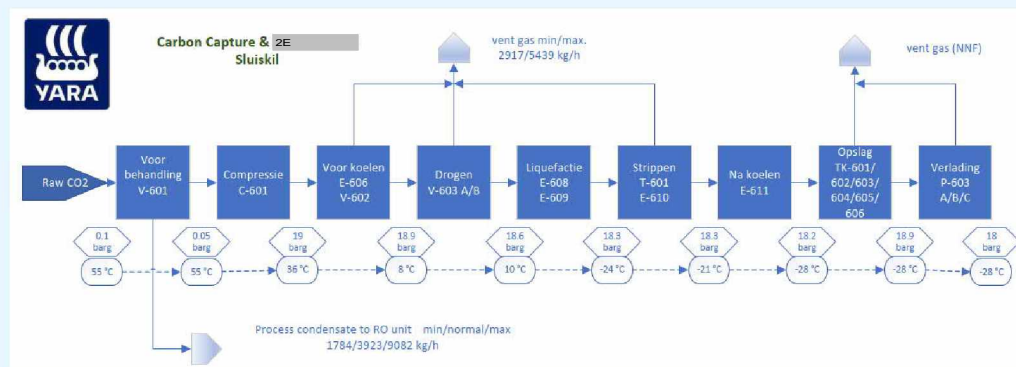 YARA
Carbon Capture & 2E
Sluiskil
vent gas min/max.
2917/5439 kg/h
vent gas (NNF)
Raw CO2
Voor
behandling
V-601
Compressie
C-601
Voor koelen
E-606
V-602
Drogen
V-603 A/B
Liquefactie
E-608
E-609
Strippen
T-601
E-610
Na koelen
E-611
Opslag
TK-601/
602/603/
604/605/
606
Verlading
P-603
A/B/C
0.1
barg
0.05
barg
19
barg
18.9
barg
18.6
barg
18.3
barg
18.3
barg
18.2
barg
18.9
barg
18
barg
55 °C
55 °C
36 °C
8 °C
10 °C
-24 °C
-21 °C
-28 °C
-28 °C
-28 °C
Process condensate to RO unit min/normal/max
1784/3923/9082 kg/h